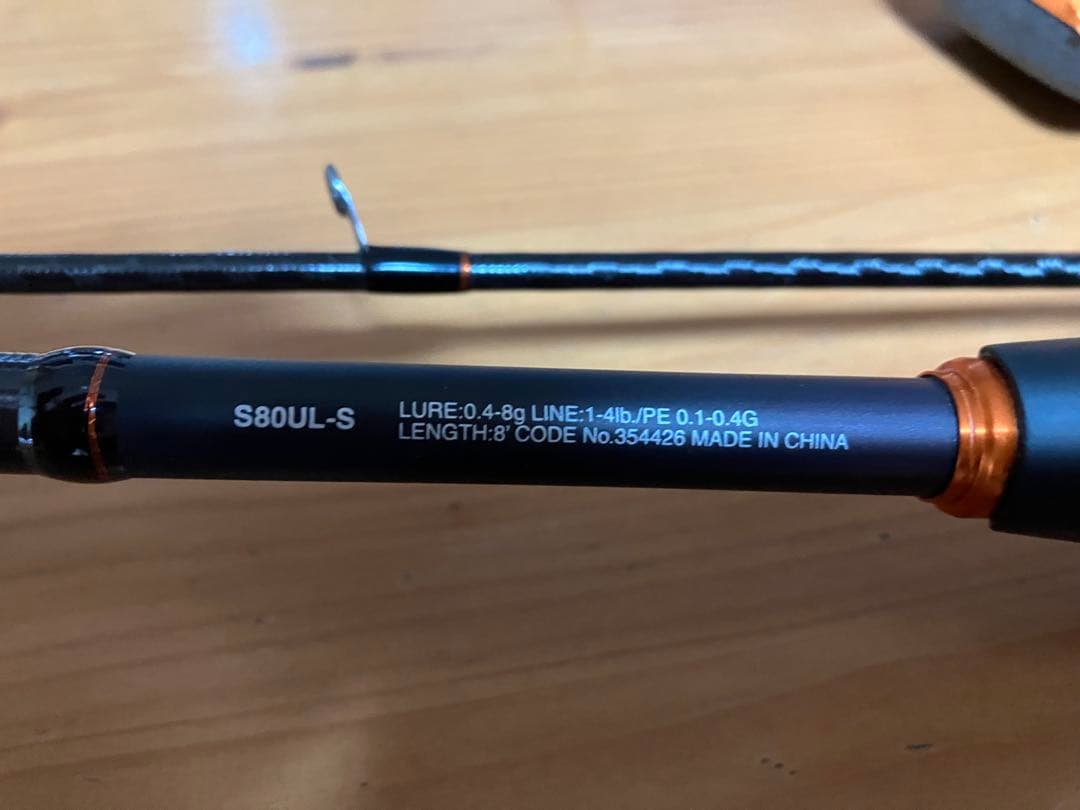 S80UL-S
LURE:0.4-8g LINE:1-4lb./PE 0.1-0.4G
LENGTH:8' CODE No.354426 MADE IN CHINA